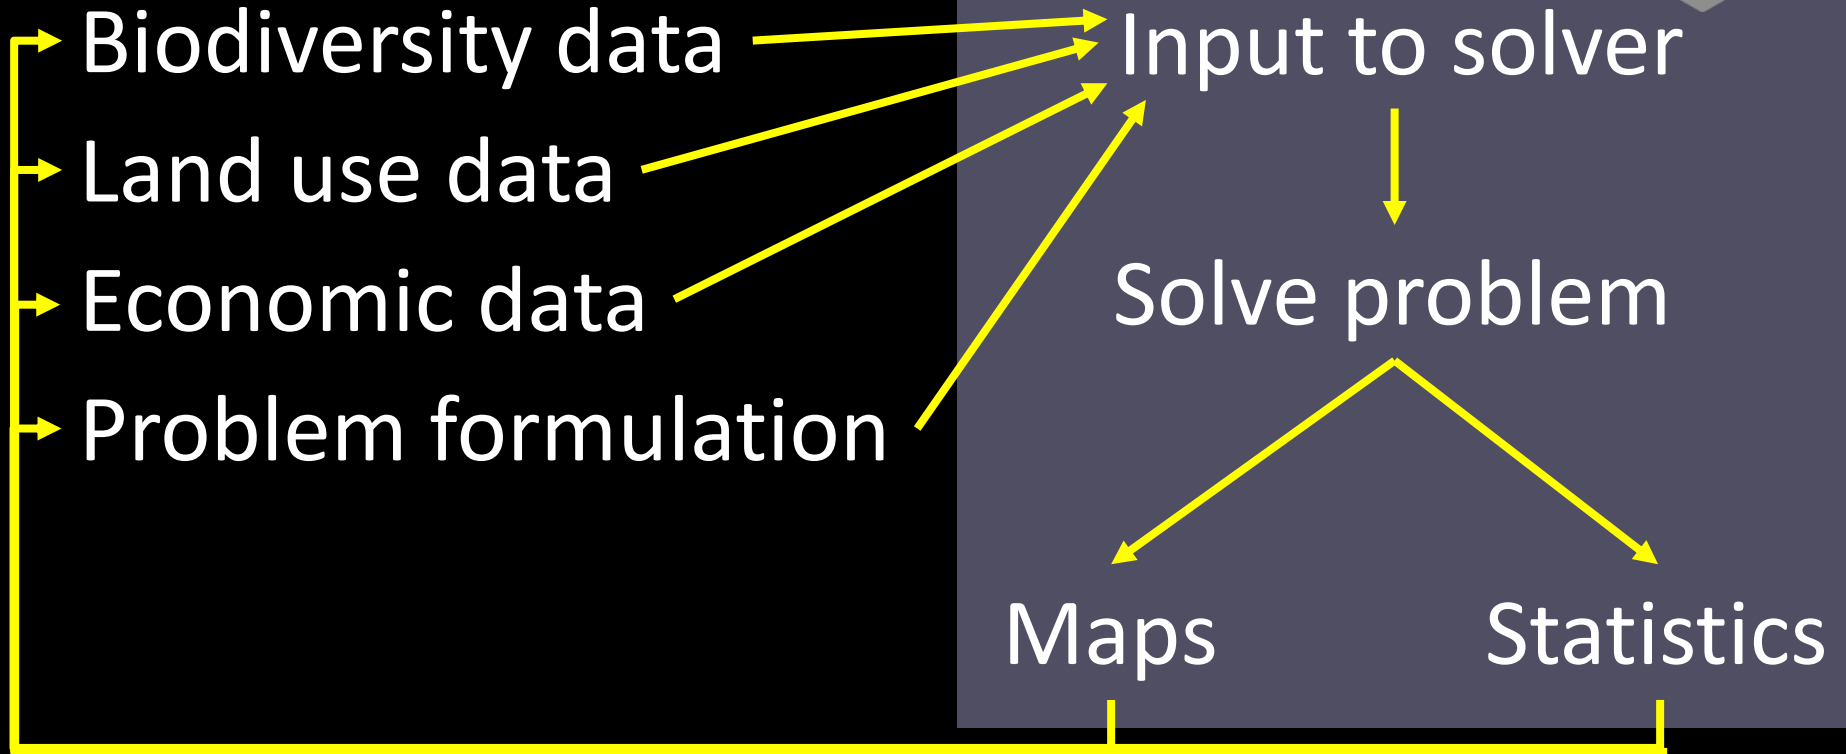 Biodiversity data
Land use data
Economic data
Problem formulation
Input to solver
Solve problem
Maps
Statistics